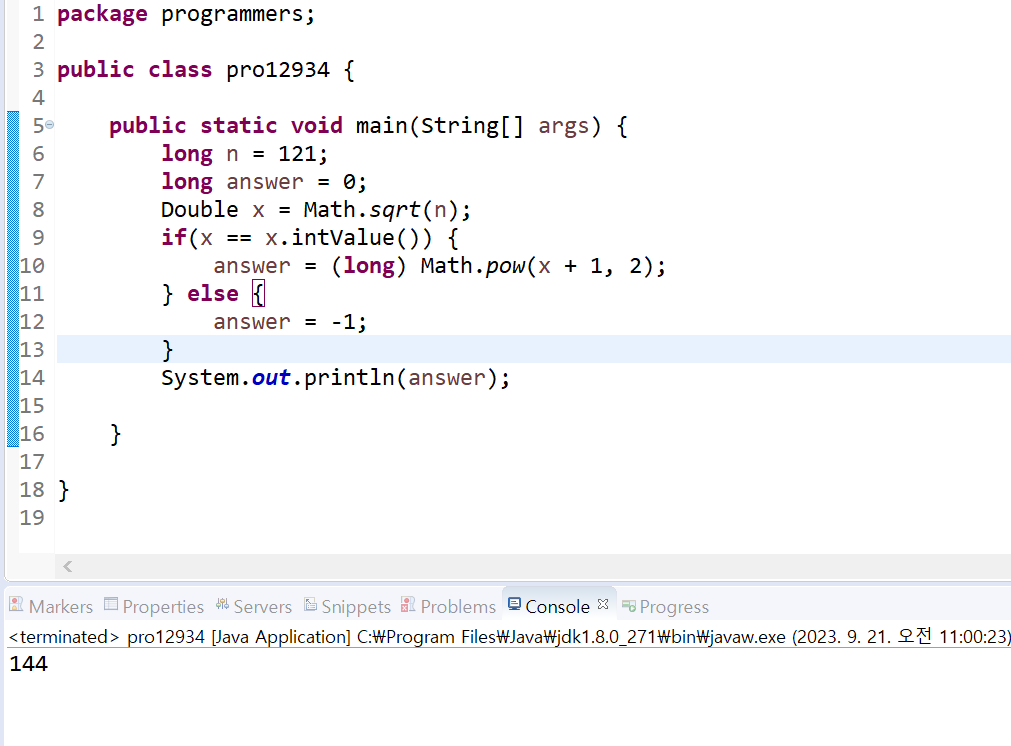 1 package programmers;
2
3 public class pro12934 {
4
5     public static void main(String[] args) {
6         long n = 121;
7         long answer = 0;
8         Double x = Math.sqrt(n);
9         if(x == x.intValue()) {
10             answer = (long) Math.pow(x + 1, 2);
11         } else {
12             answer = -1;
13         }
14         System.out.println(answer);
15
16     }
17
18 }
19
Markers Properties Servers Snippets Problems Console Progress
<terminated> pro12934 [Java Application] C:₩Program Files₩Java₩jdk1.8.0_271₩bin₩javaw.exe (2023. 9. 21. 오전 11:00:23)
144